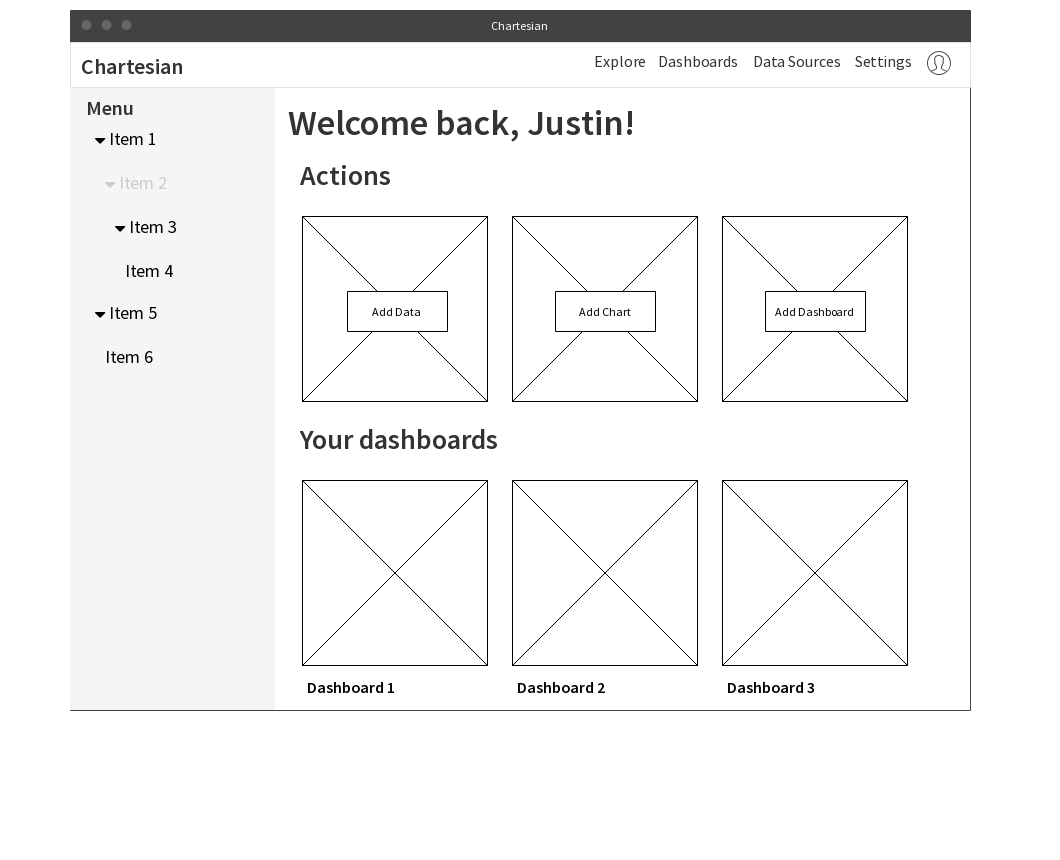 Chartesian
Chartesian
Explore Dashboards Data Sources Settings
Menu
Item 1
Item 2
Item 3
Item 4
Item 5
Item 6
Welcome back, Justin!
Actions
Add Data
Add Chart
Add Dashboard
Your dashboards
Dashboard 1
Dashboard 2
Dashboard 3